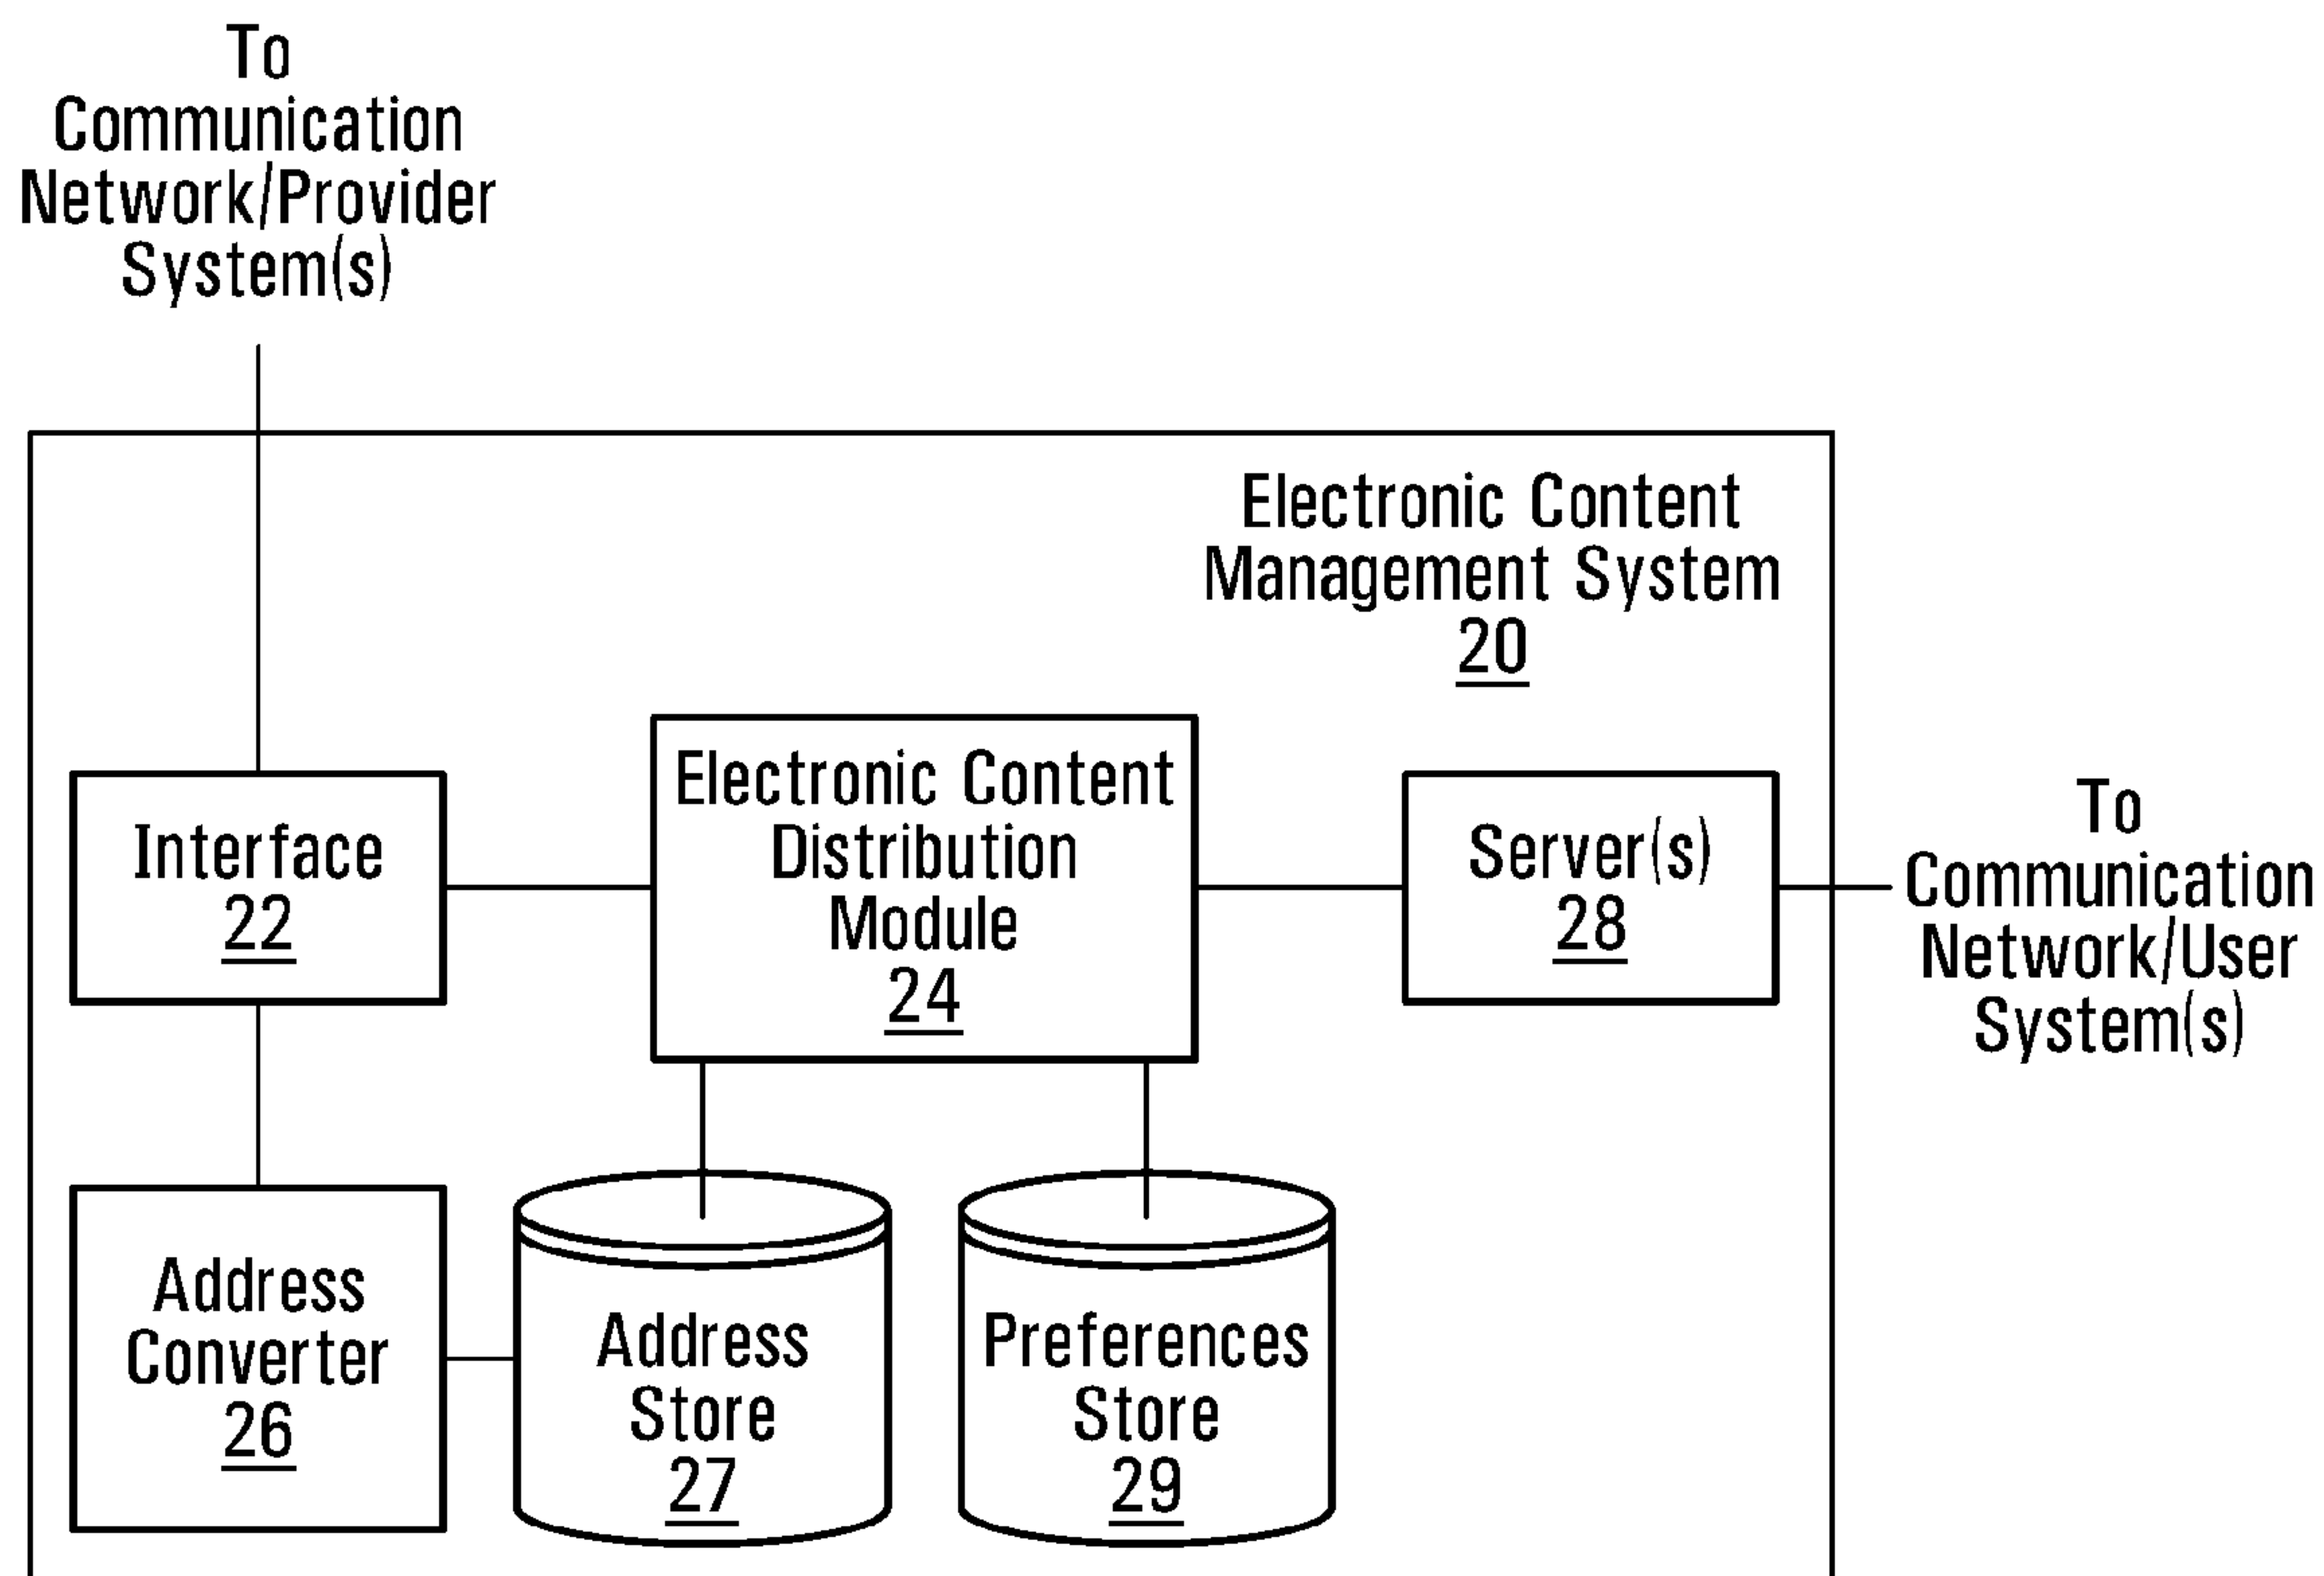 To
Communication
Network/Provider
System(s)
Electronic Content
Management System
20
Interface
22
Electronic Content
Distribution
Module
24
Server(s)
28
To
Communication
Network/User
System(s)
Address
Converter
26
Address
Store
27
Preferences
Store
29